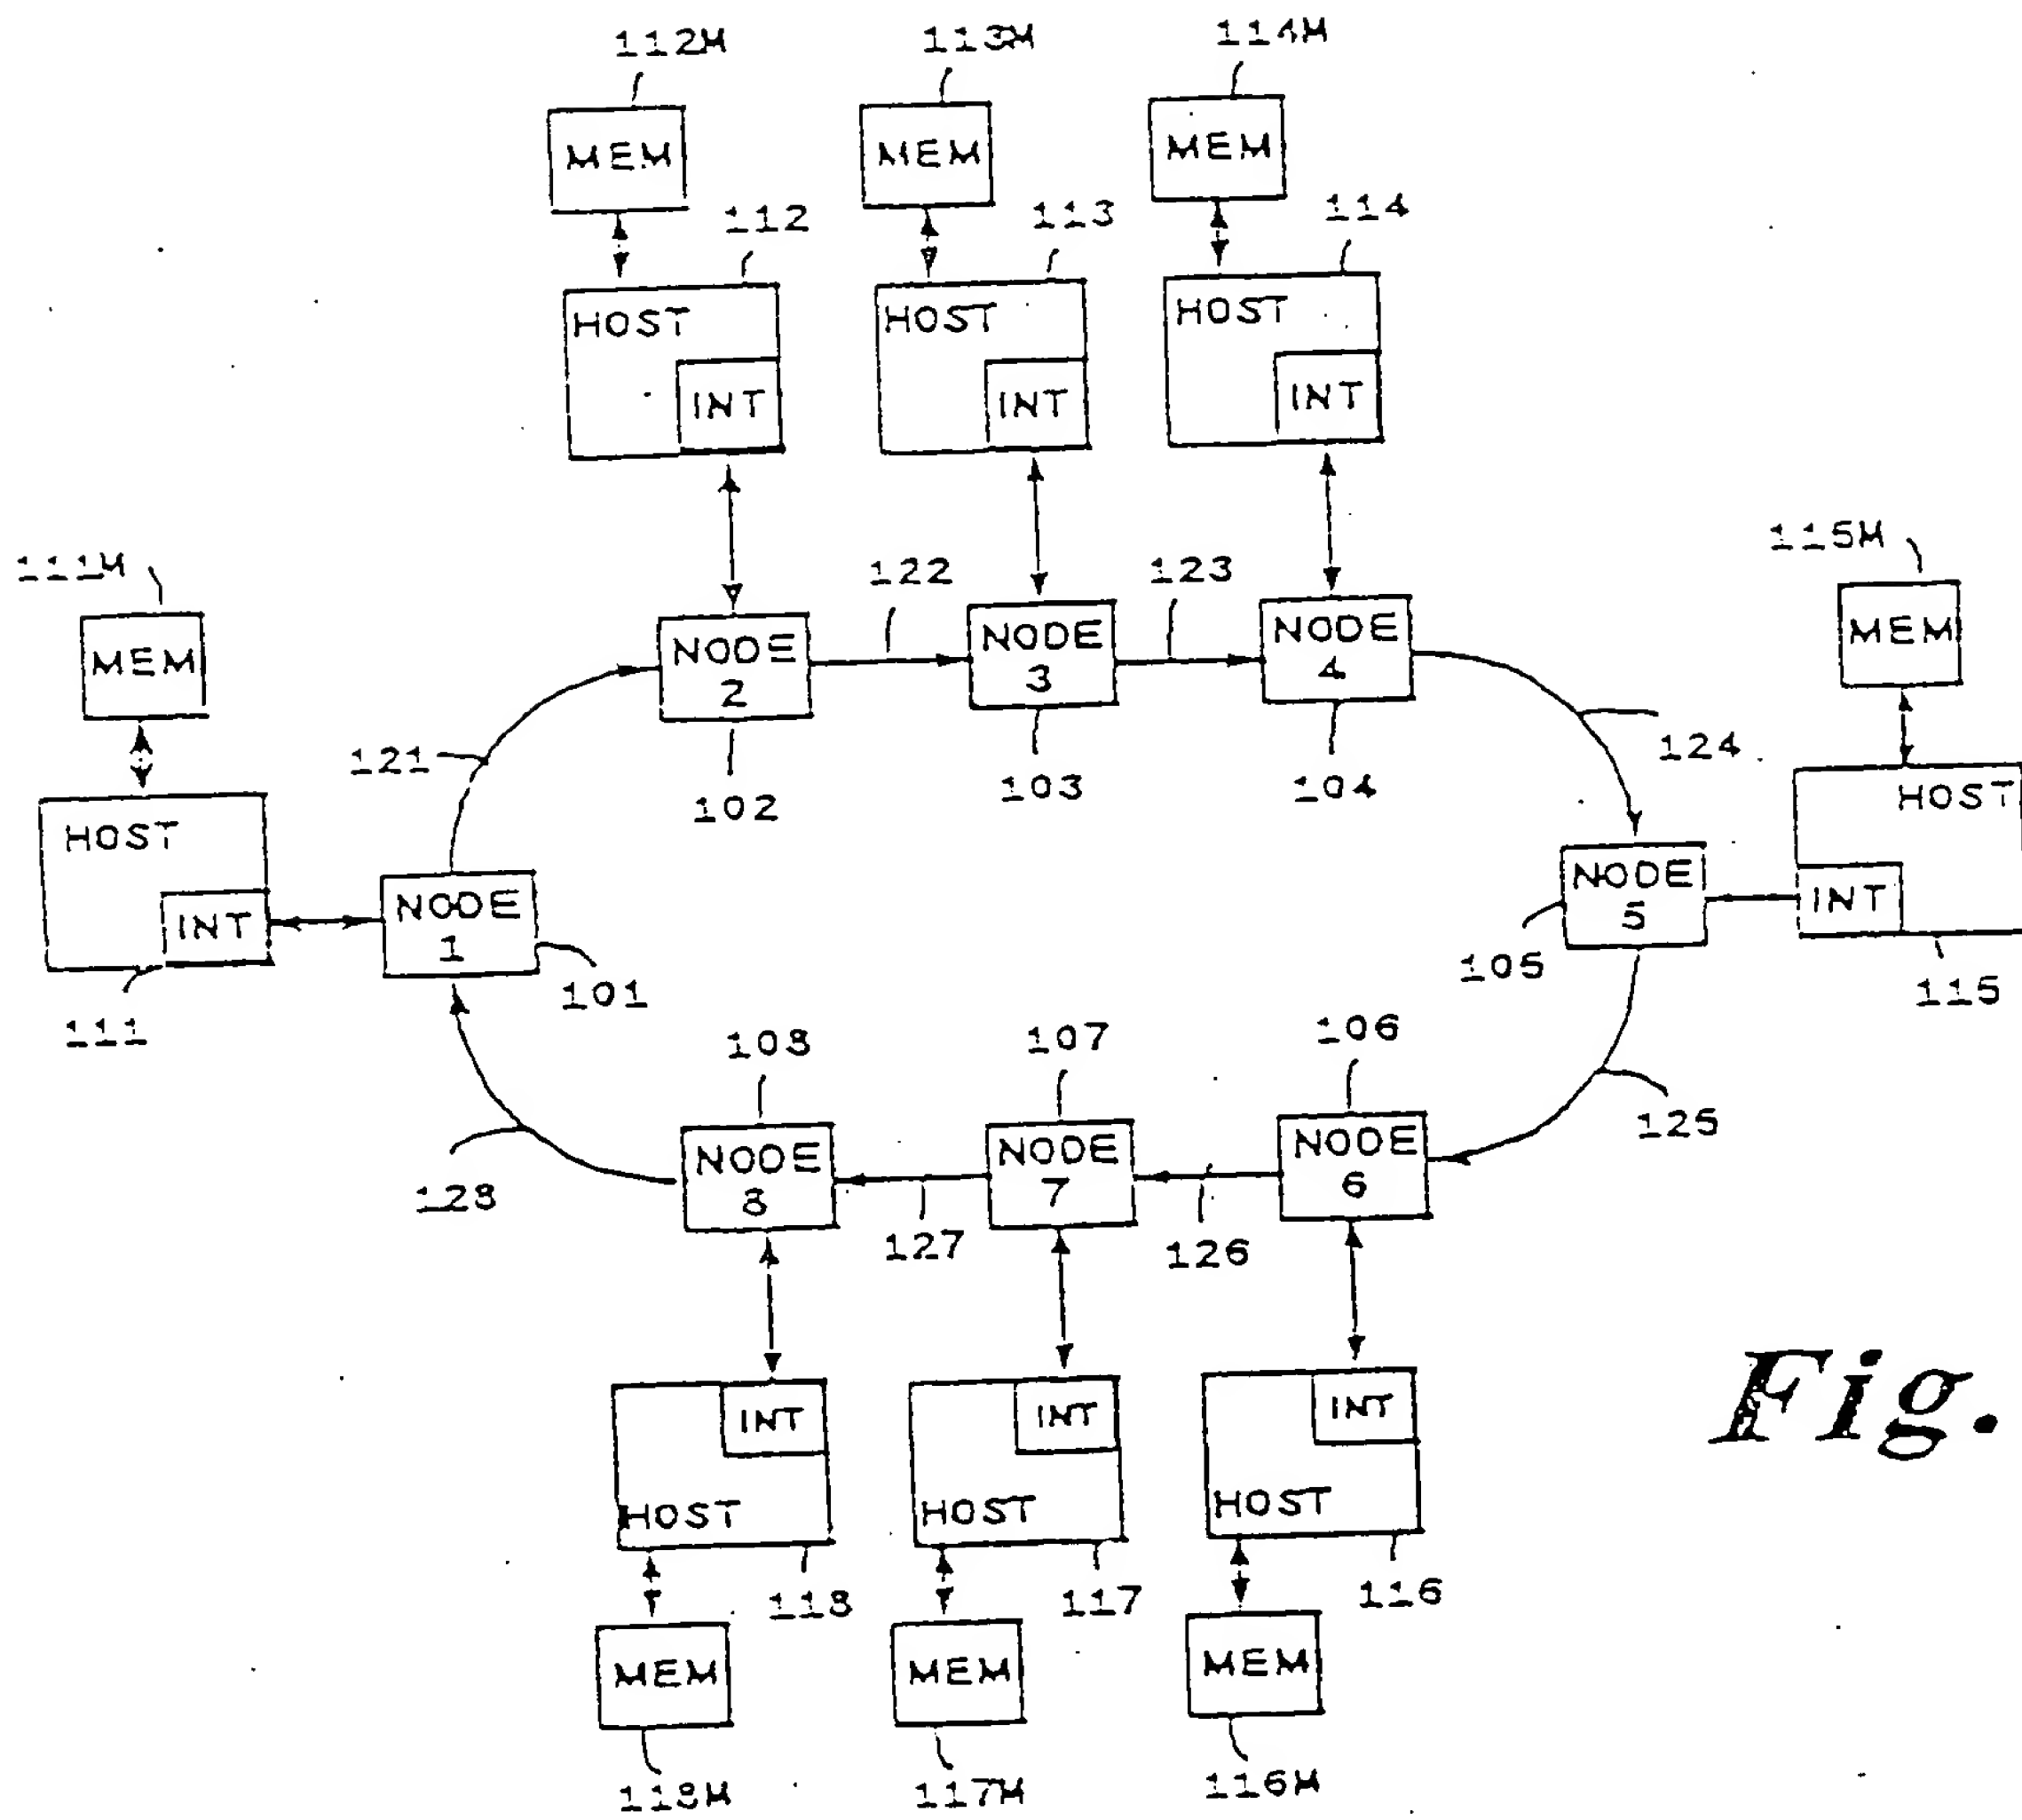 112M 113M 114M
MEM MEM MEM
112 113 114
HOST HOST HOST
INT INT INT
111M 115M
122 123
MEM NODE 2 NODE 3 NODE 4 MEM
121 102 103 104 124
HOST HOST
INT NODE 1 NODE 5 INT
111 101 105 115
108 107 106
125
128 NODE 8 NODE 7 NODE 6
127 126
INT INT INT
HOST HOST HOST
118 117 116
MEM MEM MEM
118M 117M 116M
Fig.